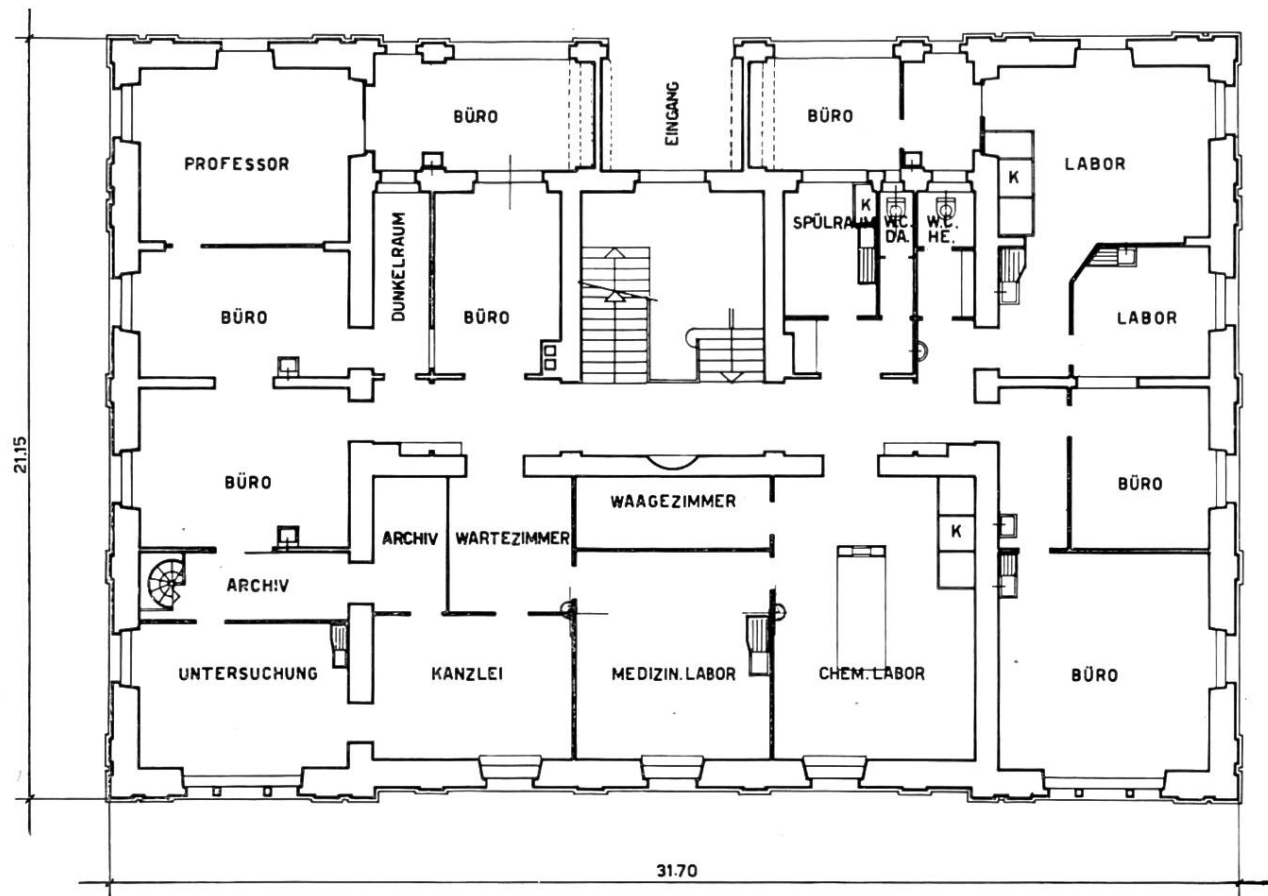 EINGANG
BÜRO
BÜRO
PROFESSOR
LABOR
K
K
DUNKELRAUM
SPÜLRAUM
W.C.
DA.
W.C.
HE.
BÜRO
BÜRO
LABOR
21.15
BÜRO
WAAGEZIMMER
BÜRO
ARCHIV
WARTEZIMMER
K
ARCHIV
UNTERSUCHUNG
KANZLEI
MEDIZIN. LABOR
CHEM. LABOR
BÜRO
31.70